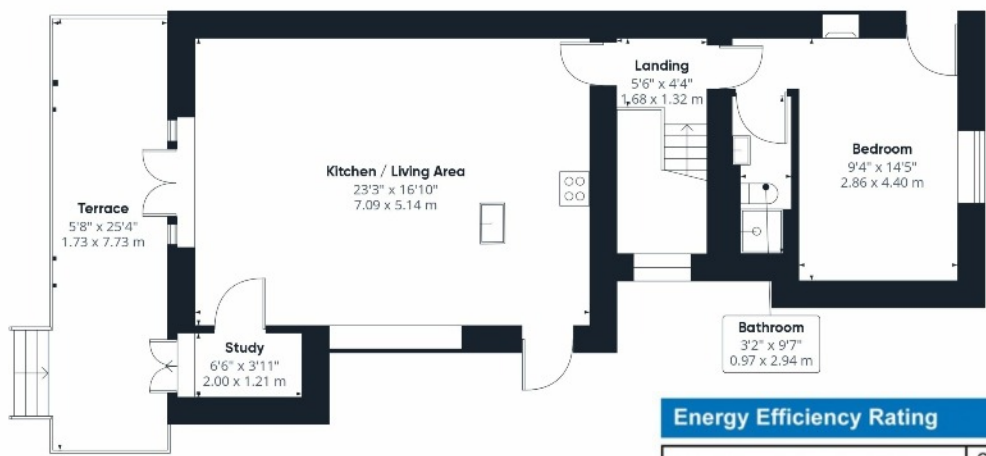 Landing
5'6" x 4'4"
1.68 x 1.32 m
Bedroom
9'4" x 14'5"
2.86 x 4.40 m
Kitchen / Living Area
23'3" x 16'10"
7.09 x 5.14 m
Terrace
5'8" x 25'4"
1.73 x 7.73 m
Study
6'6" x 3'11"
2.00 x 1.21 m
Bathroom
3'2" x 9'7"
0.97 x 2.94 m
Energy Efficiency Rating